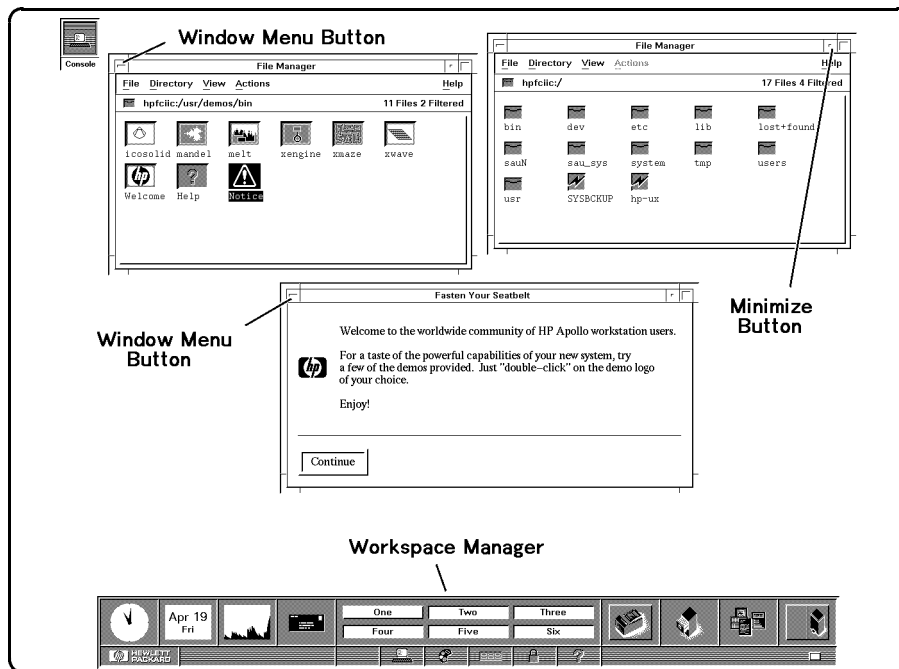 Console
Window Menu Button
File Manager
File Directory View Actions Help
hpfciic:/usr/demos/bin 11 Files 2 Filtered
icosolid mandel melt xengine xmaze xwave
Welcome Help Notice
File Manager
File Directory View Actions Help
hpfciic:/ 17 Files 4 Filtered
bin dev etc lib lost+found
sauN sau_sys system tmp users
usr SYSBCKUP hp-ux
Minimize
Button
Window Menu
Button
Fasten Your Seatbelt
Welcome to the worldwide community of HP Apollo workstation users.
hp
For a taste of the powerful capabilities of your new system, try
a few of the demos provided. Just "double–click" on the demo logo
of your choice.
Enjoy!
Continue
Workspace Manager
Apr 19
Fri
One Two Three
Four Five Six
hp HEWLETT
PACKARD